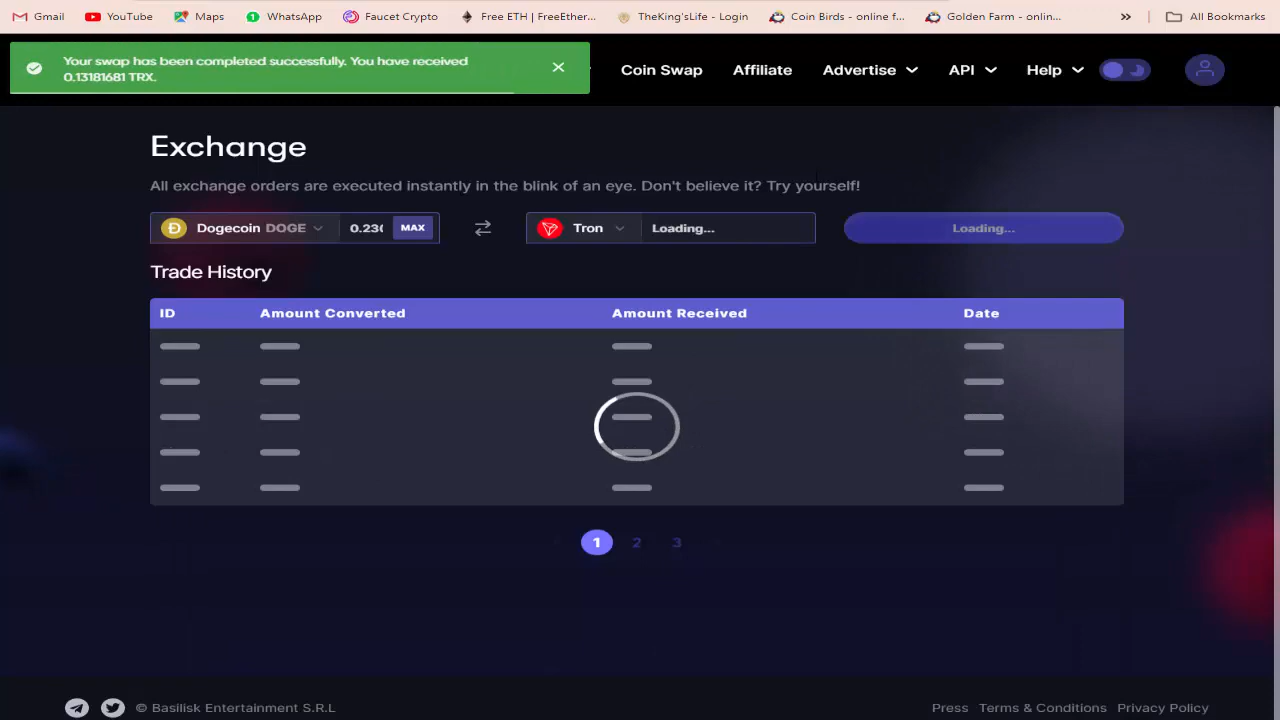 Gmail YouTube Maps WhatsApp Faucet Crypto Free ETH | FreeEther... TheKing'sLife - Login Coin Birds - online f... Golden Farm - onlin... » All Bookmarks
Your swap has been completed successfully. You have received
0.13181681 TRX.
Coin Swap Affiliate Advertise API Help
Exchange
All exchange orders are executed instantly in the blink of an eye. Don't believe it? Try yourself!
Dogecoin DOGE 0.23 MAX Tron Loading... Loading...
Trade History
ID Amount Converted Amount Received Date
1 2 3
© Basilisk Entertainment S.R.L Press Terms & Conditions Privacy Policy